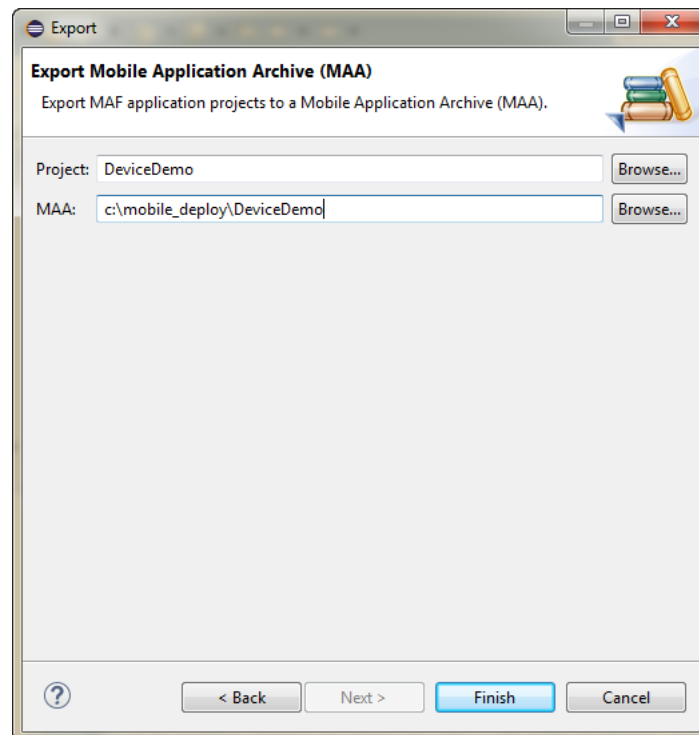 Export
Export Mobile Application Archive (MAA)
Export MAF application projects to a Mobile Application Archive (MAA).
Project: DeviceDemo Browse...
MAA: c:\mobile_deploy\DeviceDemo Browse...
? < Back Next > Finish Cancel